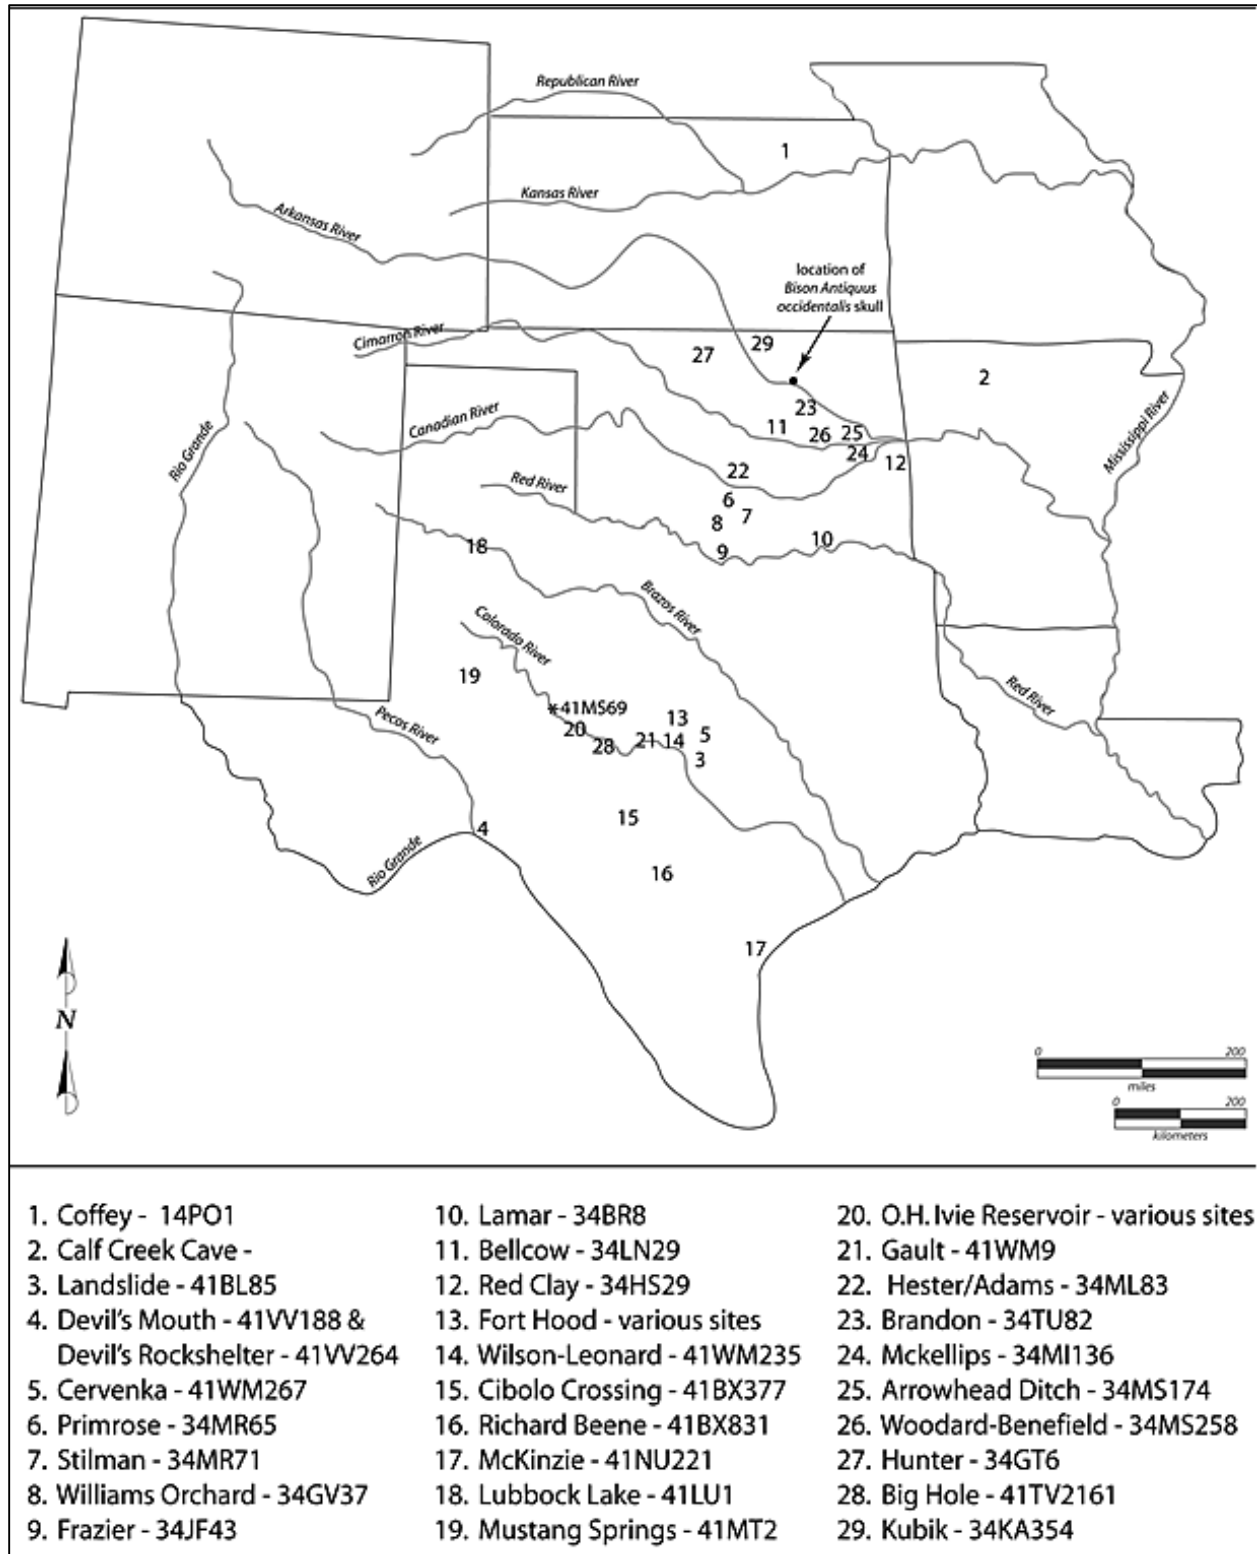 Republican River
1
Kansas River
Arkansas River
location of
Bison Antiquus
occidentalis skull
Cimarron River
27
29
2
Mississippi River
23
Canadian River
11
26
25
24
12
Rio Grande
22
Red River
6
7
8
9
10
18
Brazos River
Colorado River
19
Red River
*41MS69
20
28
21
13
14
5
3
Pecos River
15
4
Rio Grande
16
17
N
0 200
miles
0 200
kilometers
1. Coffey - 14PO1
2. Calf Creek Cave -
3. Landslide - 41BL85
4. Devil's Mouth - 41VV188 &
Devil's Rockshelter - 41VV264
5. Cervenka - 41WM267
6. Primrose - 34MR65
7. Stilman - 34MR71
8. Williams Orchard - 34GV37
9. Frazier - 34JF43
10. Lamar - 34BR8
11. Bellcow - 34LN29
12. Red Clay - 34HS29
13. Fort Hood - various sites
14. Wilson-Leonard - 41WM235
15. Cibolo Crossing - 41BX377
16. Richard Beene - 41BX831
17. McKinzie - 41NU221
18. Lubbock Lake - 41LU1
19. Mustang Springs - 41MT2
20. O.H. Ivie Reservoir - various sites
21. Gault - 41WM9
22. Hester/Adams - 34ML83
23. Brandon - 34TU82
24. Mckellips - 34MI136
25. Arrowhead Ditch - 34MS174
26. Woodard-Benefield - 34MS258
27. Hunter - 34GT6
28. Big Hole - 41TV2161
29. Kubik - 34KA354